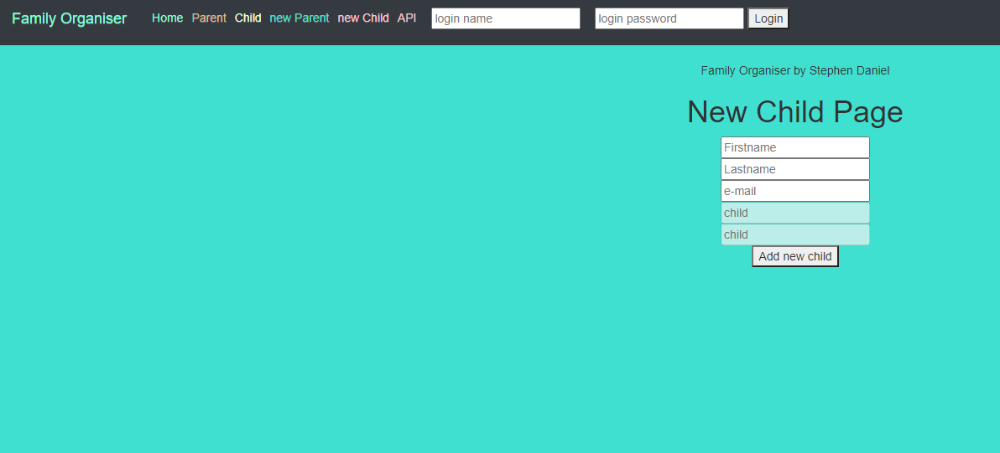 Family Organiser Home Parent Child new Parent new Child API login name login password Login
Family Organiser by Stephen Daniel
New Child Page
Firstname
Lastname
e-mail
child
child
Add new child